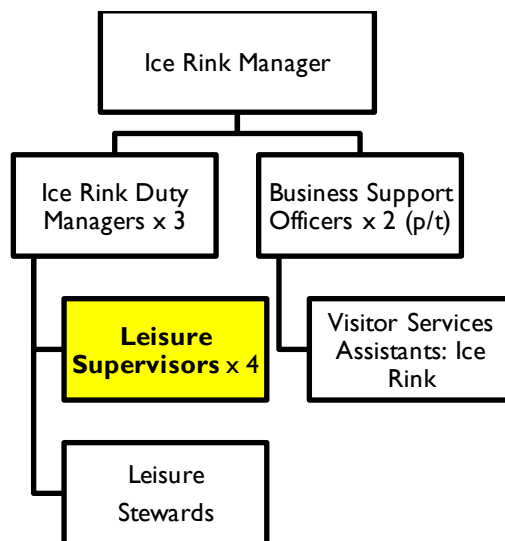 Ice Rink Manager
Ice Rink Duty
Managers x 3
Business Support
Officers x 2 (p/t)
Leisure
Supervisors x 4
Visitor Services
Assistants: Ice
Rink
Leisure
Stewards